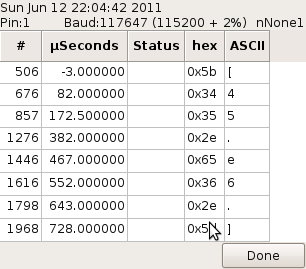 Sun Jun 12 22:04:42 2011
Pin:1 Baud:117647 (115200 + 2%) nNone1
# µSeconds Status hex ASCII
506 -3.000000 0x5b [
676 82.000000 0x34 4
857 172.500000 0x35 5
1276 382.000000 0x2e .
1446 467.000000 0x65 e
1616 552.000000 0x36 6
1798 643.000000 0x2e .
1968 728.000000 ]
Done